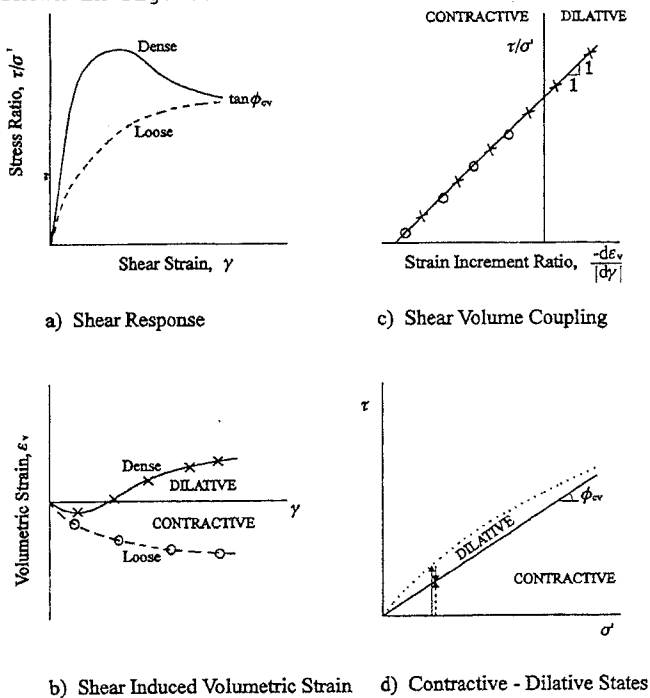 Stress Ratio, τ/σ'
Dense
tanϕcv
Loose
Shear Strain, γ
a) Shear Response
CONTRACTIVE DILATIVE
τ/σ'
1
1
Strain Increment Ratio, -dεv/|dγ|
c) Shear Volume Coupling
Volumetric Strain, εv
Dense
DILATIVE
γ
CONTRACTIVE
Loose
b) Shear Induced Volumetric Strain
τ
ϕcv
DILATIVE
CONTRACTIVE
σ'
d) Contractive - Dilative States